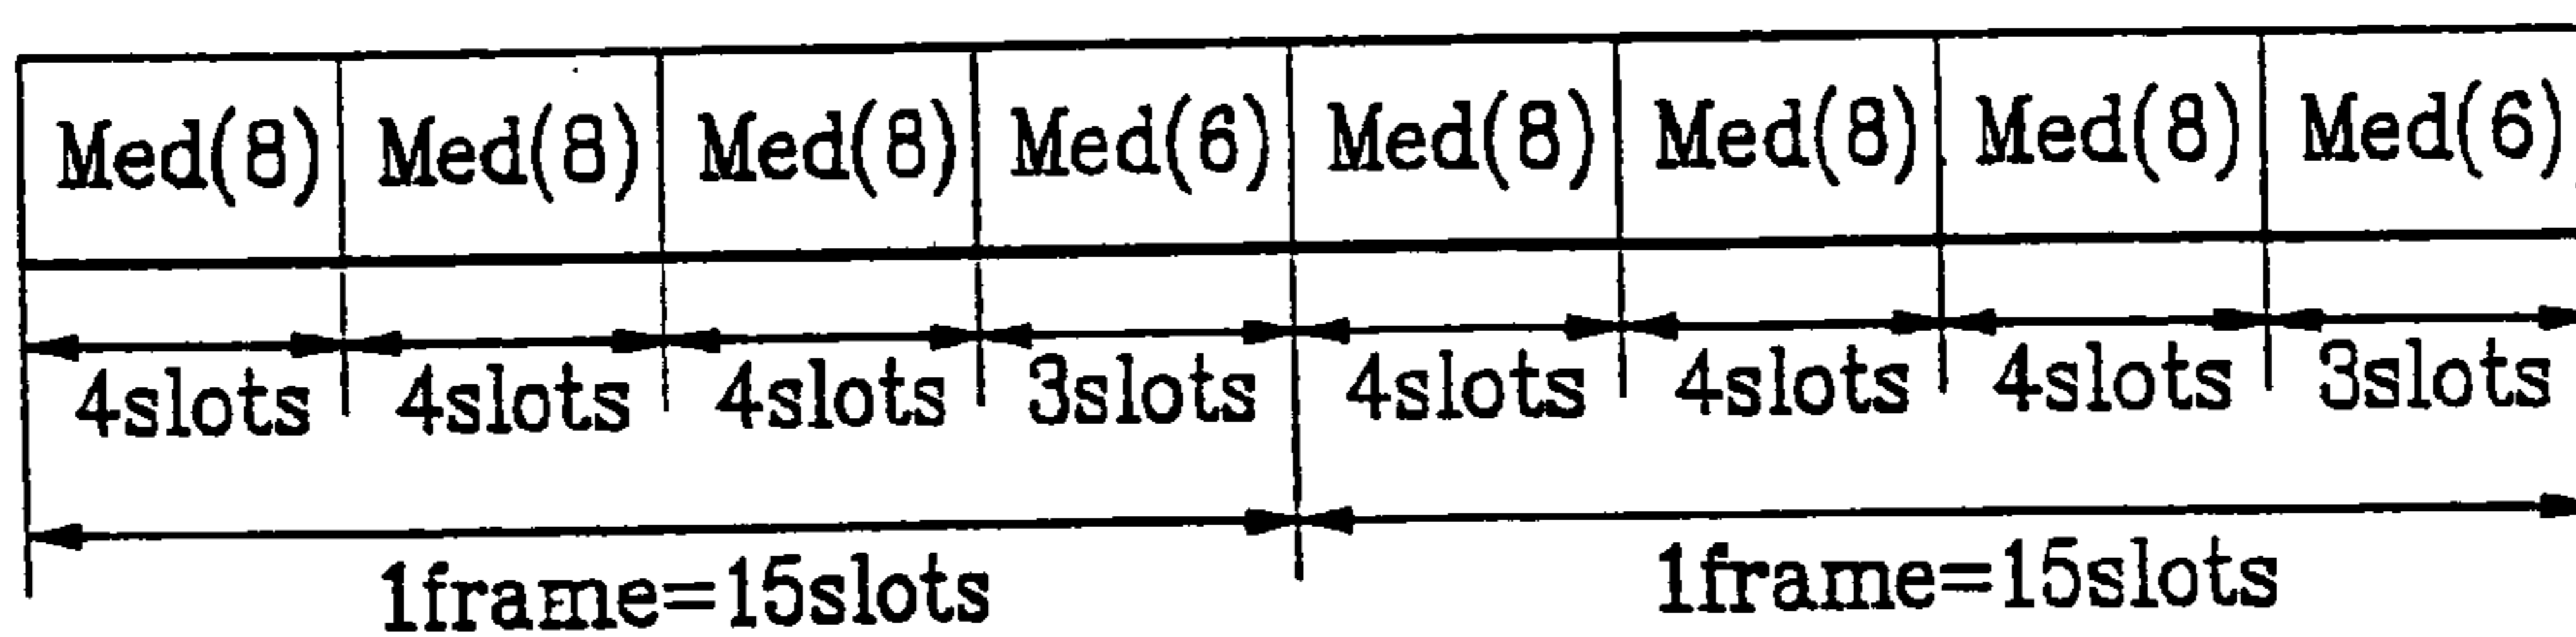 Med(8) Med(8) Med(8) Med(6) Med(8) Med(8) Med(8) Med(6)
4slots 4slots 4slots 3slots 4slots 4slots 4slots 3slots
1frame=15slots 1frame=15slots